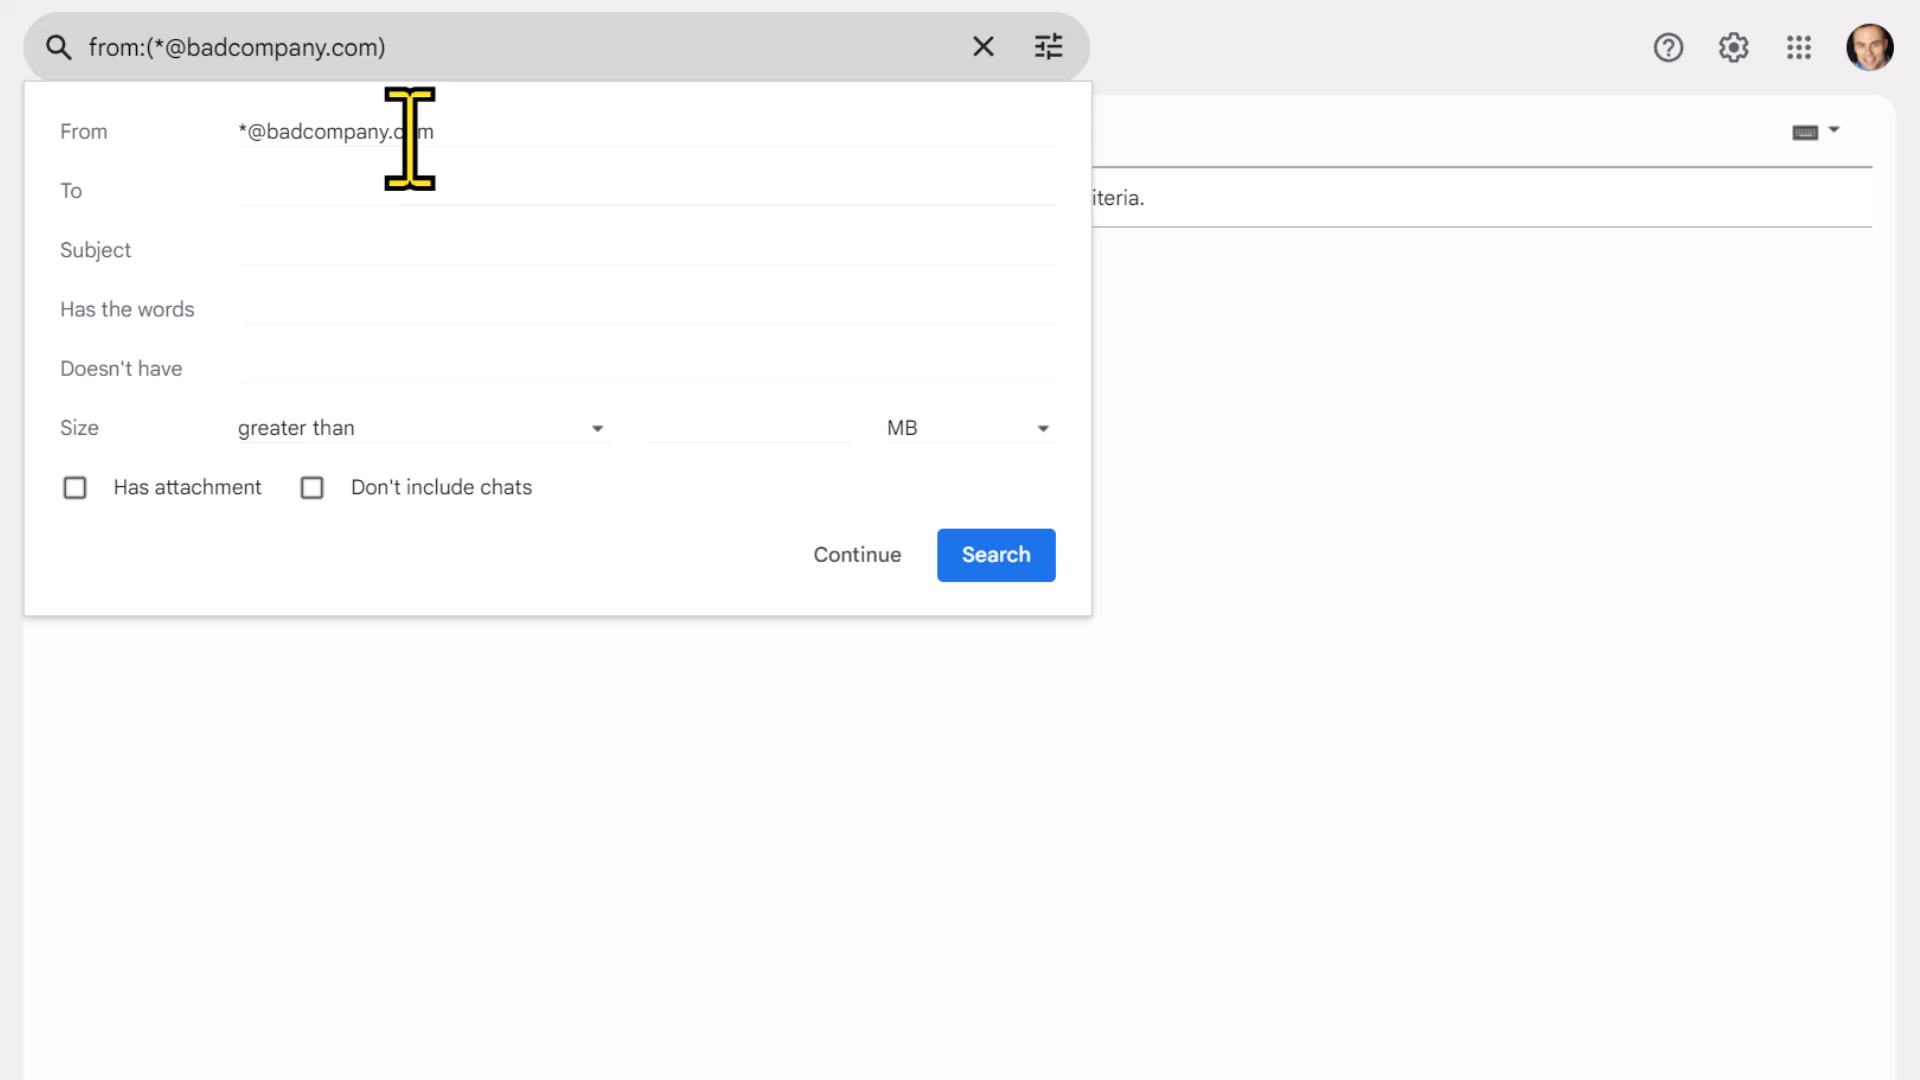 from:(*@badcompany.com)
From *@badcompany.com
To
iteria.
Subject
Has the words
Doesn't have
Size greater than MB
Has attachment Don't include chats
Continue Search